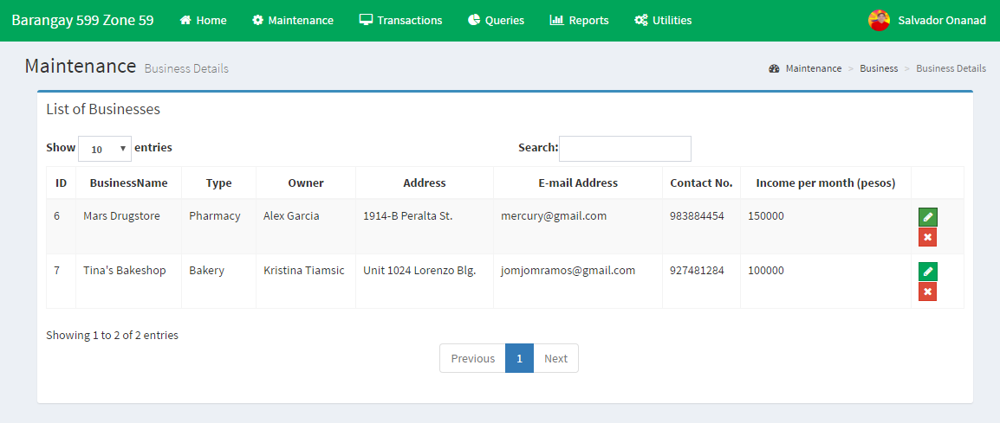 Barangay 599 Zone 59 Home Maintenance Transactions Queries Reports Utilities Salvador Onanad
Maintenance Business Details Maintenance > Business > Business Details
List of Businesses
Show 10 entries Search:
ID BusinessName Type Owner Address E-mail Address Contact No. Income per month (pesos)
6 Mars Drugstore Pharmacy Alex Garcia 1914-B Peralta St. mercury@gmail.com 983884454 150000
7 Tina's Bakeshop Bakery Kristina Tiamsic Unit 1024 Lorenzo Blg. jomjomramos@gmail.com 927481284 100000
Showing 1 to 2 of 2 entries
Previous 1 Next